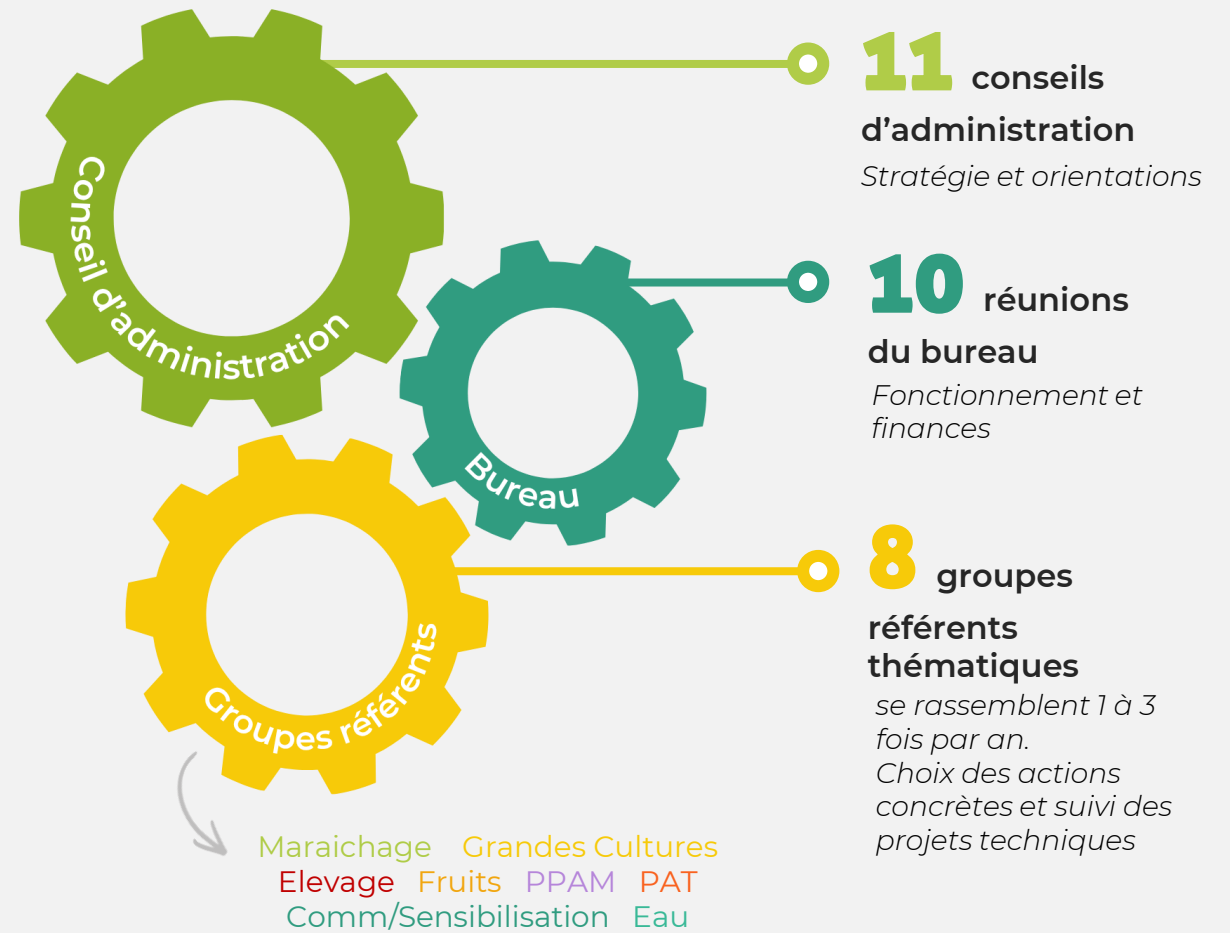 Conseil d'administration
11 conseils
d'administration
Stratégie et orientations
Bureau
10 réunions
du bureau
Fonctionnement et
finances
Groupes référents
8 groupes
référents
thématiques
se rassemblent 1 à 3
fois par an.
Choix des actions
concrètes et suivi des
projets techniques
Maraichage Grandes Cultures
Elevage Fruits PPAM PAT
Comm/Sensibilisation Eau